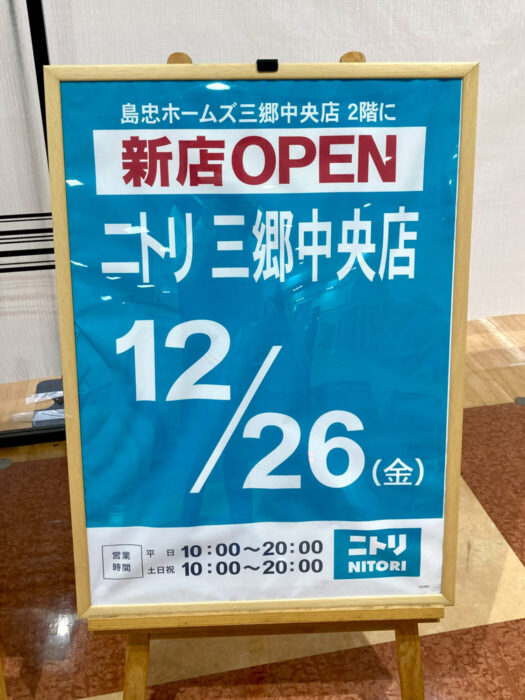 島忠ホームズ三郷中央店 2階に
新店OPEN
ニトリ 三郷中央店
12/26(金)
営業時間
平日 10:00〜20:00
土日祝 10:00〜20:00
ニトリ
NITORI